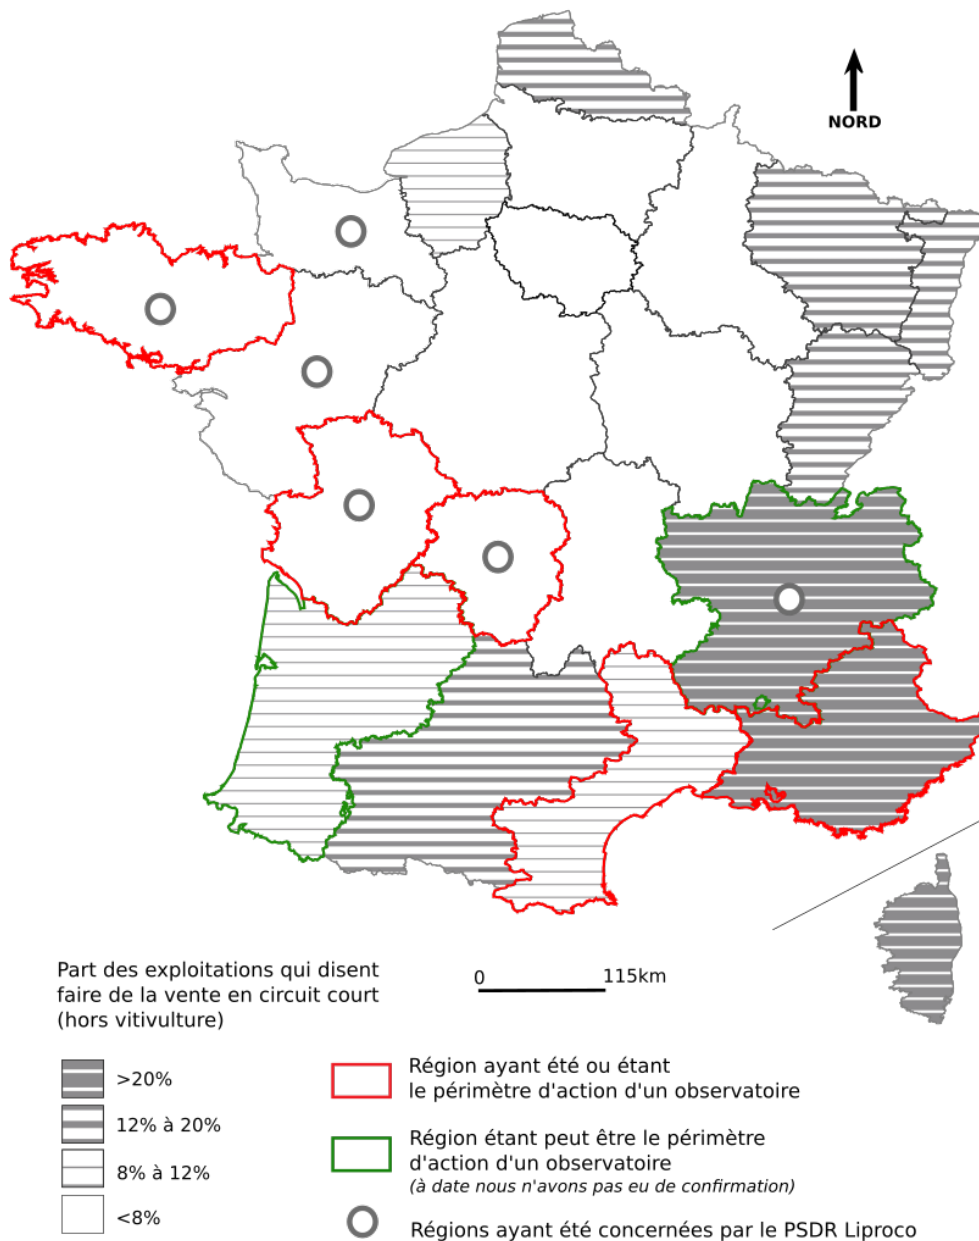 NORD
Part des exploitations qui disent
faire de la vente en circuit court
(hors vitivulture)
0 115km
>20%
12% à 20%
8% à 12%
<8%
Région ayant été ou étant
le périmètre d'action d'un observatoire
Région étant peut être le périmètre
d'action d'un observatoire
(à date nous n'avons pas eu de confirmation)
Régions ayant été concernées par le PSDR Liproco